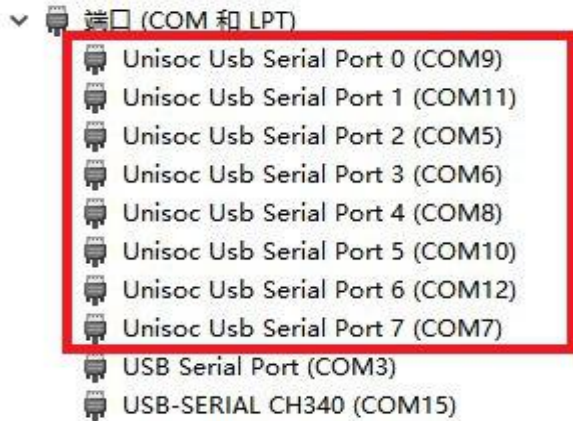 端口 (COM 和 LPT)
Unisoc Usb Serial Port 0 (COM9)
Unisoc Usb Serial Port 1 (COM11)
Unisoc Usb Serial Port 2 (COM5)
Unisoc Usb Serial Port 3 (COM6)
Unisoc Usb Serial Port 4 (COM8)
Unisoc Usb Serial Port 5 (COM10)
Unisoc Usb Serial Port 6 (COM12)
Unisoc Usb Serial Port 7 (COM7)
USB Serial Port (COM3)
USB-SERIAL CH340 (COM15)